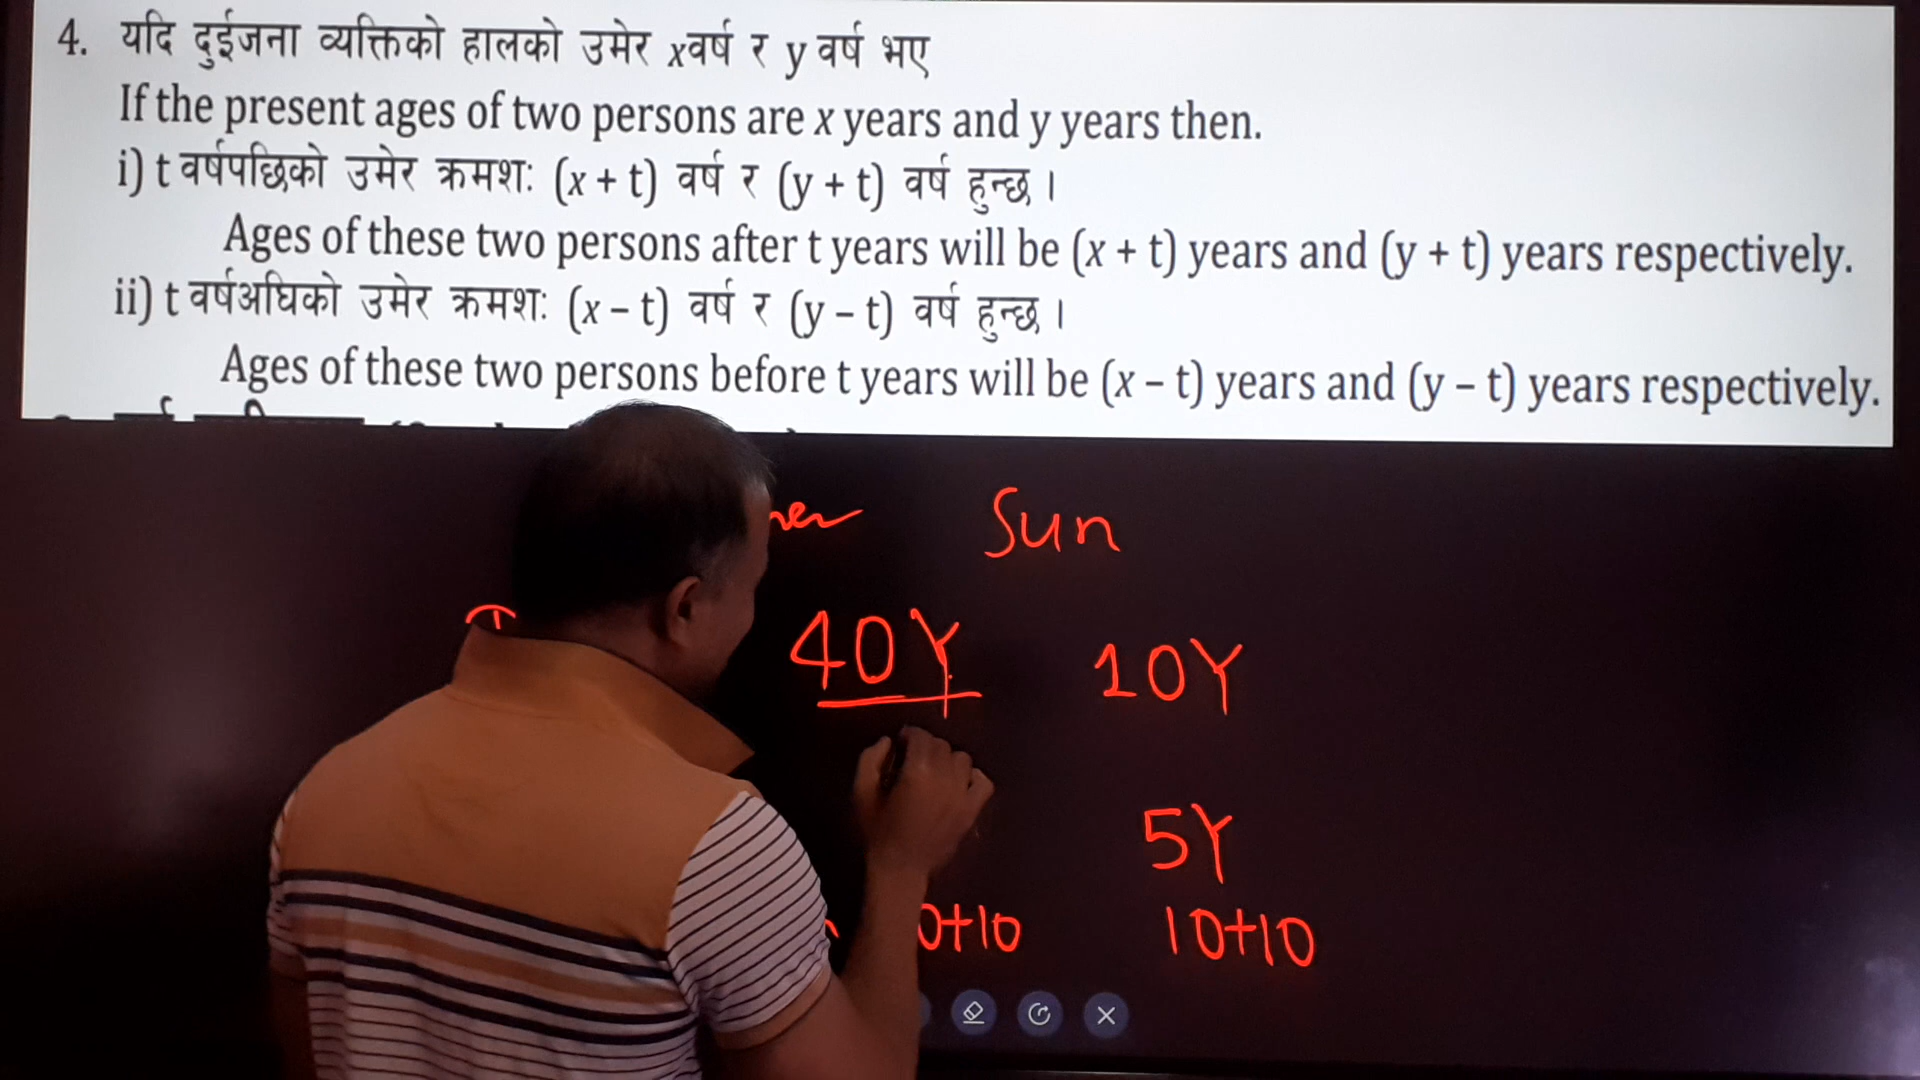 4. यदि दुईजना व्यक्तिको हालको उमेर xवर्ष र y वर्ष भए
If the present ages of two persons are x years and y years then.
i) t वर्षपछिको उमेर क्रमशः (x + t) वर्ष र (y + t) वर्ष हुन्छ ।
Ages of these two persons after t years will be (x + t) years and (y + t) years respectively.
ii) t वर्षअघिको उमेर क्रमशः (x – t) वर्ष र (y – t) वर्ष हुन्छ ।
Ages of these two persons before t years will be (x – t) years and (y – t) years respectively.
Sun
40Y 10Y
5Y
0+10 10+10